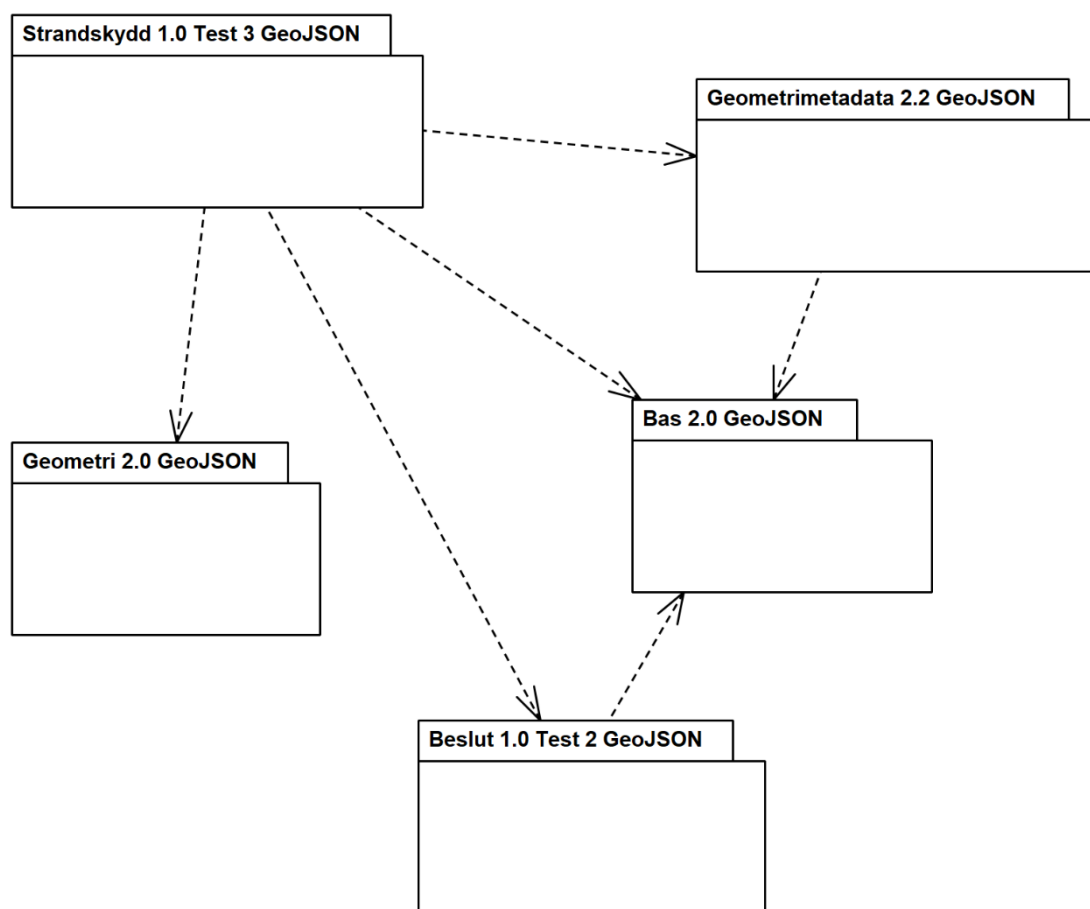 Strandskydd 1.0 Test 3 GeoJSON
Geometrimetadata 2.2 GeoJSON
Bas 2.0 GeoJSON
Geometri 2.0 GeoJSON
Beslut 1.0 Test 2 GeoJSON